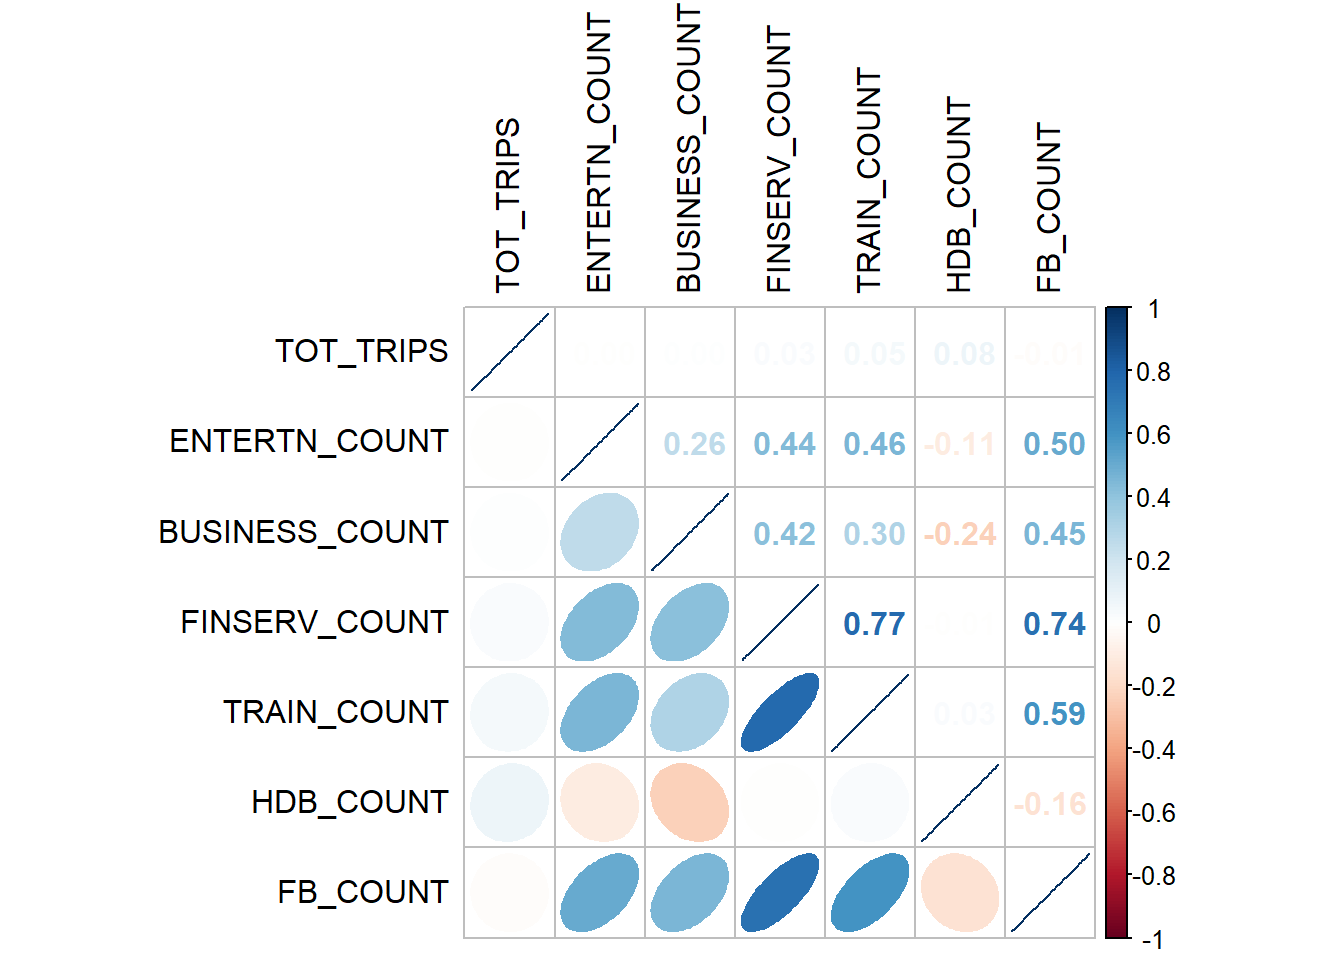 TOT_TRIPS ENTERTN_COUNT BUSINESS_COUNT FINSERV_COUNT TRAIN_COUNT HDB_COUNT FB_COUNT
TOT_TRIPS 0.03 0.05 0.08 -0.01
ENTERTN_COUNT 0.26 0.44 0.46 -0.11 0.50
BUSINESS_COUNT 0.42 0.30 -0.24 0.45
FINSERV_COUNT 0.77 0.74
TRAIN_COUNT 0.03 0.59
HDB_COUNT -0.16
FB_COUNT
1
0.8
0.6
0.4
0.2
0
-0.2
-0.4
-0.6
-0.8
-1